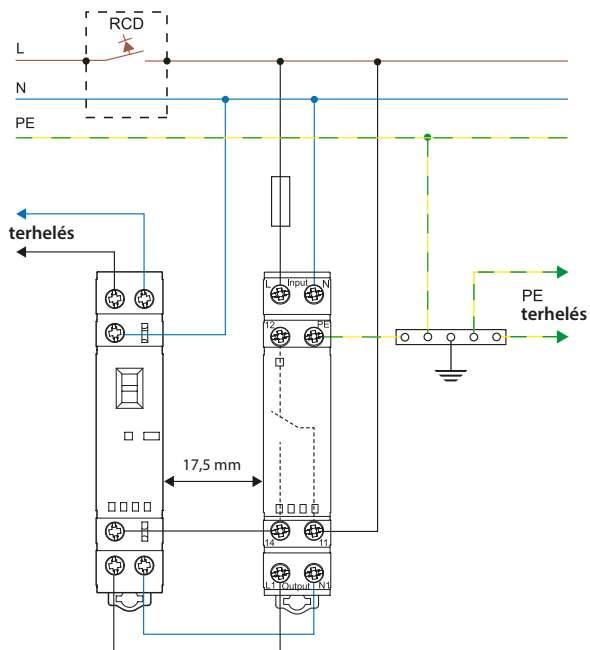 RCD
L
N
PE
terhelés
L Input N
12 PE
PE
terhelés
17,5 mm
14 11
L1 Output N1